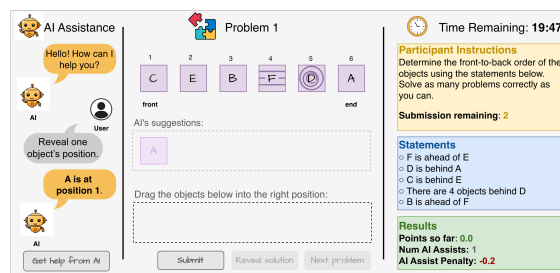 AI Assistance
Hello! How can I
help you?
AI
User
Reveal one
object's position.
A is at
position 1.
AI
Get help from AI
Problem 1
1 2 3 4 5 6
C E B F D A
front end
AI's suggestions:
A
Drag the objects below into the right position:
Submit Reveal solution Next problem
Time Remaining: 19:47
Participant Instructions
Determine the front-to-back order of the
objects using the statements below.
Solve as many problems correctly as
you can.
Submission remaining: 2
Statements
○ F is ahead of E
○ D is behind A
○ C is behind E
○ There are 4 objects behind D
○ B is ahead of F
Results
Points so far: 0.0
Num AI Assists: 1
AI Assist Penalty: -0.2